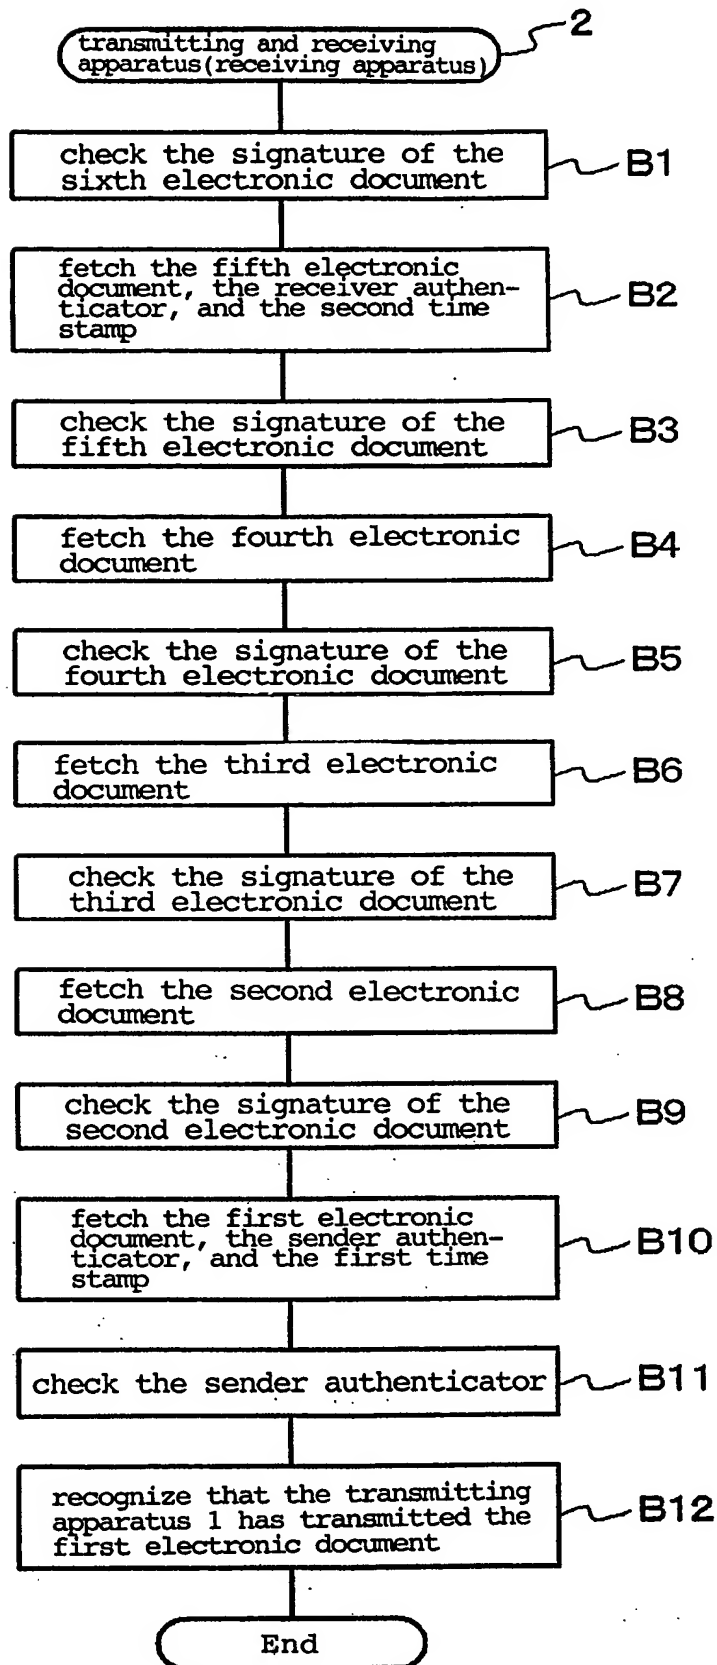 2
transmitting and receiving
apparatus(receiving apparatus)
check the signature of the
sixth electronic document
B1
fetch the fifth electronic
document, the receiver authen-
ticator, and the second time
stamp
B2
check the signature of the
fifth electronic document
B3
fetch the fourth electronic
document
B4
check the signature of the
fourth electronic document
B5
fetch the third electronic
document
B6
check the signature of the
third electronic document
B7
fetch the second electronic
document
B8
check the signature of the
second electronic document
B9
fetch the first electronic
document, the sender authen-
ticator, and the first time
stamp
B10
check the sender authenticator
B11
recognize that the transmitting
apparatus 1 has transmitted the
first electronic document
B12
End